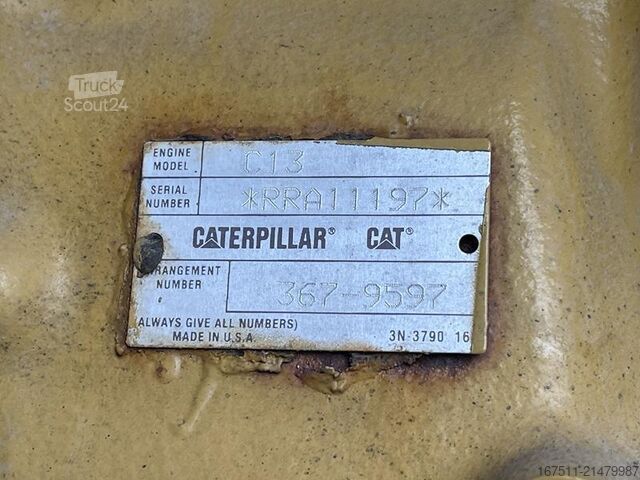 Truck
Scout24
ENGINE MODEL C13
SERIAL NUMBER *RRA11197*
CATERPILLAR® CAT®
RRANGEMENT NUMBER 367-9597
ALWAYS GIVE ALL NUMBERS)
MADE IN U.S.A. 3N-3790 16
167511-21479987